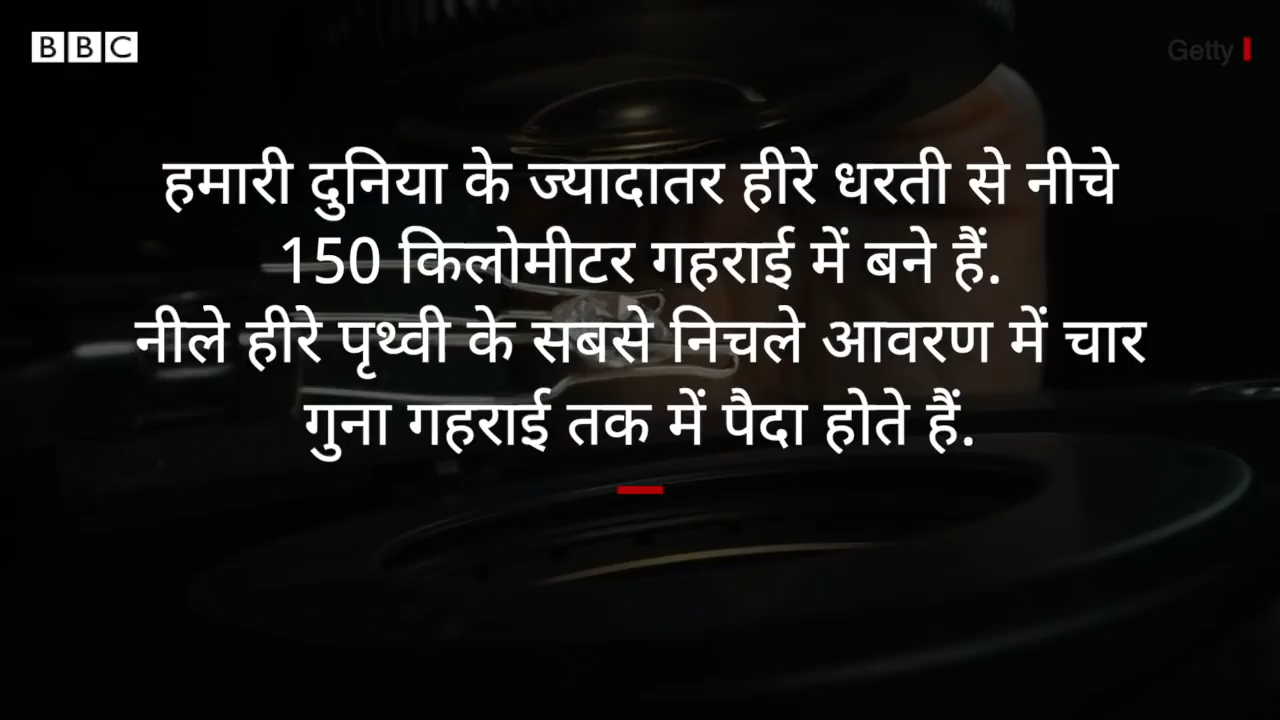 BBC
Getty
हमारी दुनिया के ज्यादातर हीरे धरती से नीचे
150 किलोमीटर गहराई में बने हैं.
नीले हीरे पृथ्वी के सबसे निचले आवरण में चार
गुना गहराई तक में पैदा होते हैं.